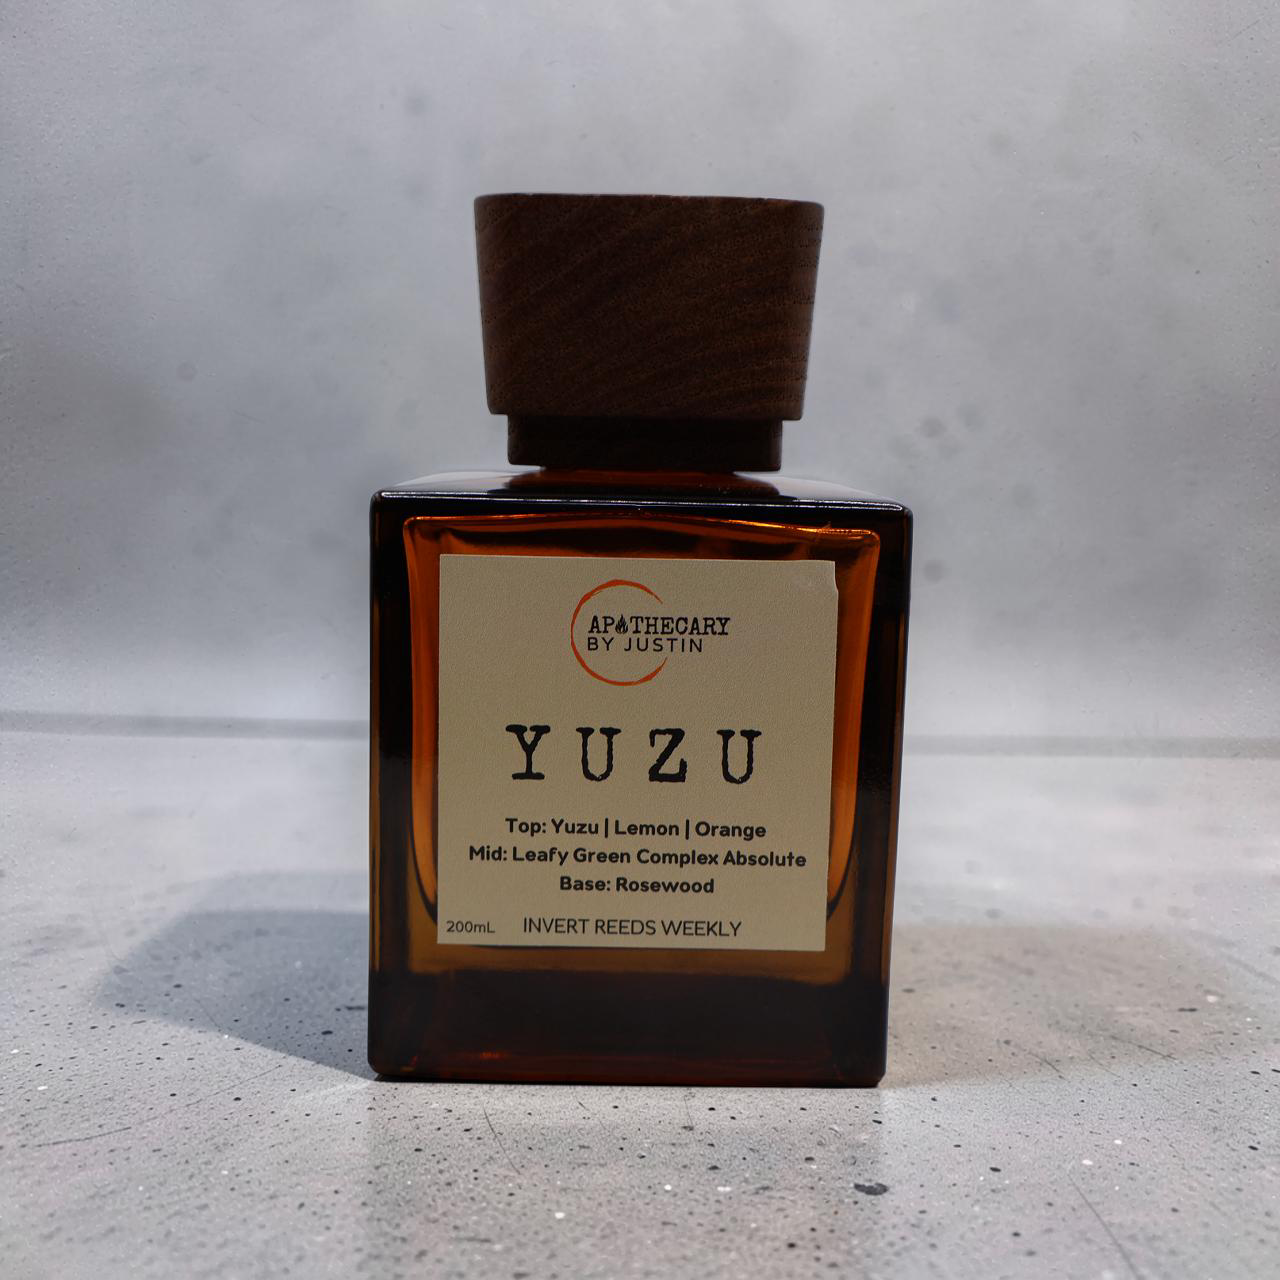 APOTHECARY
BY JUSTIN
YUZU
Top: Yuzu | Lemon | Orange
Mid: Leafy Green Complex Absolute
Base: Rosewood
200mL INVERT REEDS WEEKLY